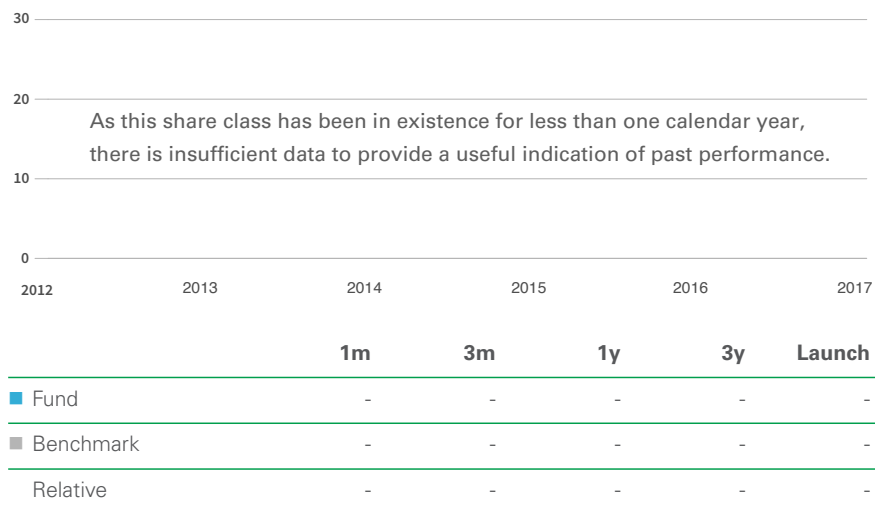 30
20
As this share class has been in existence for less than one calendar year,
there is insufficient data to provide a useful indication of past performance.
10
0
2012 2013 2014 2015 2016 2017
1m 3m 1y 3y Launch
Fund - - - - -
Benchmark - - - - -
Relative - - - - -